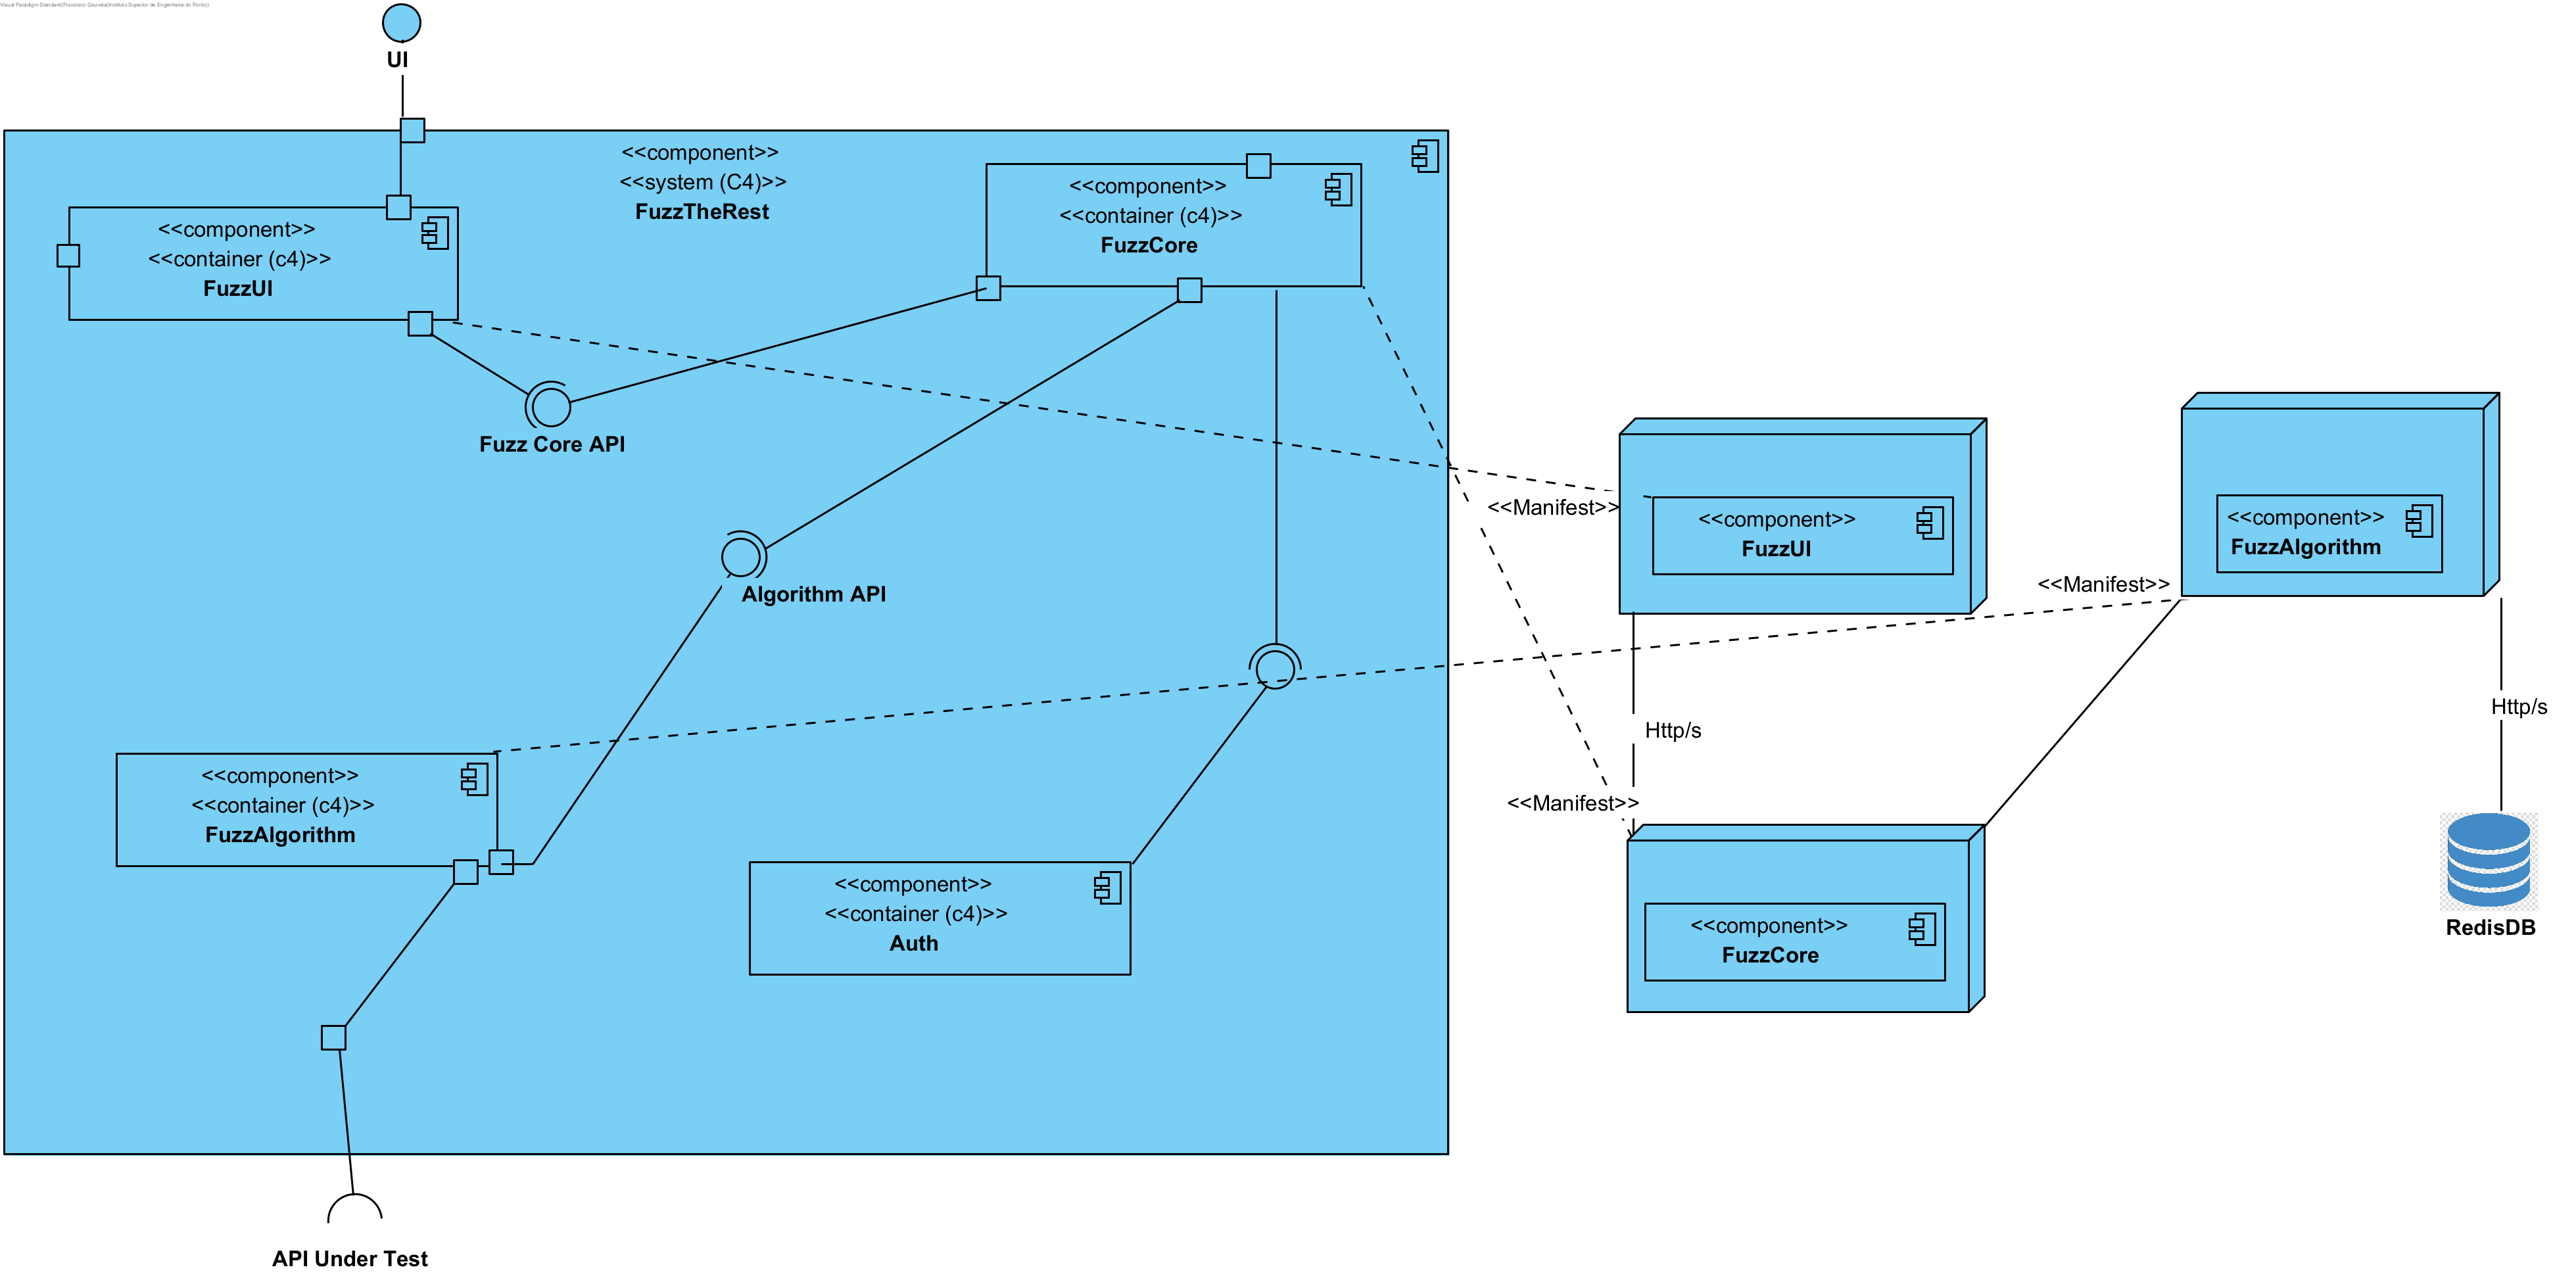 Visual Paradigm Standard(Francisco Gouveia(Instituto Superior de Engenharia do Porto))
UI
<<component>>
<<system (C4)>>
FuzzTheRest
<<component>>
<<container (c4)>>
FuzzUI
<<component>>
<<container (c4)>>
FuzzCore
Fuzz Core API
Algorithm API
<<component>>
<<container (c4)>>
FuzzAlgorithm
<<component>>
<<container (c4)>>
Auth
API Under Test
<<Manifest>>
<<component>>
FuzzUI
<<Manifest>>
<<component>>
FuzzAlgorithm
Http/s
Http/s
<<Manifest>>
<<component>>
FuzzCore
RedisDB